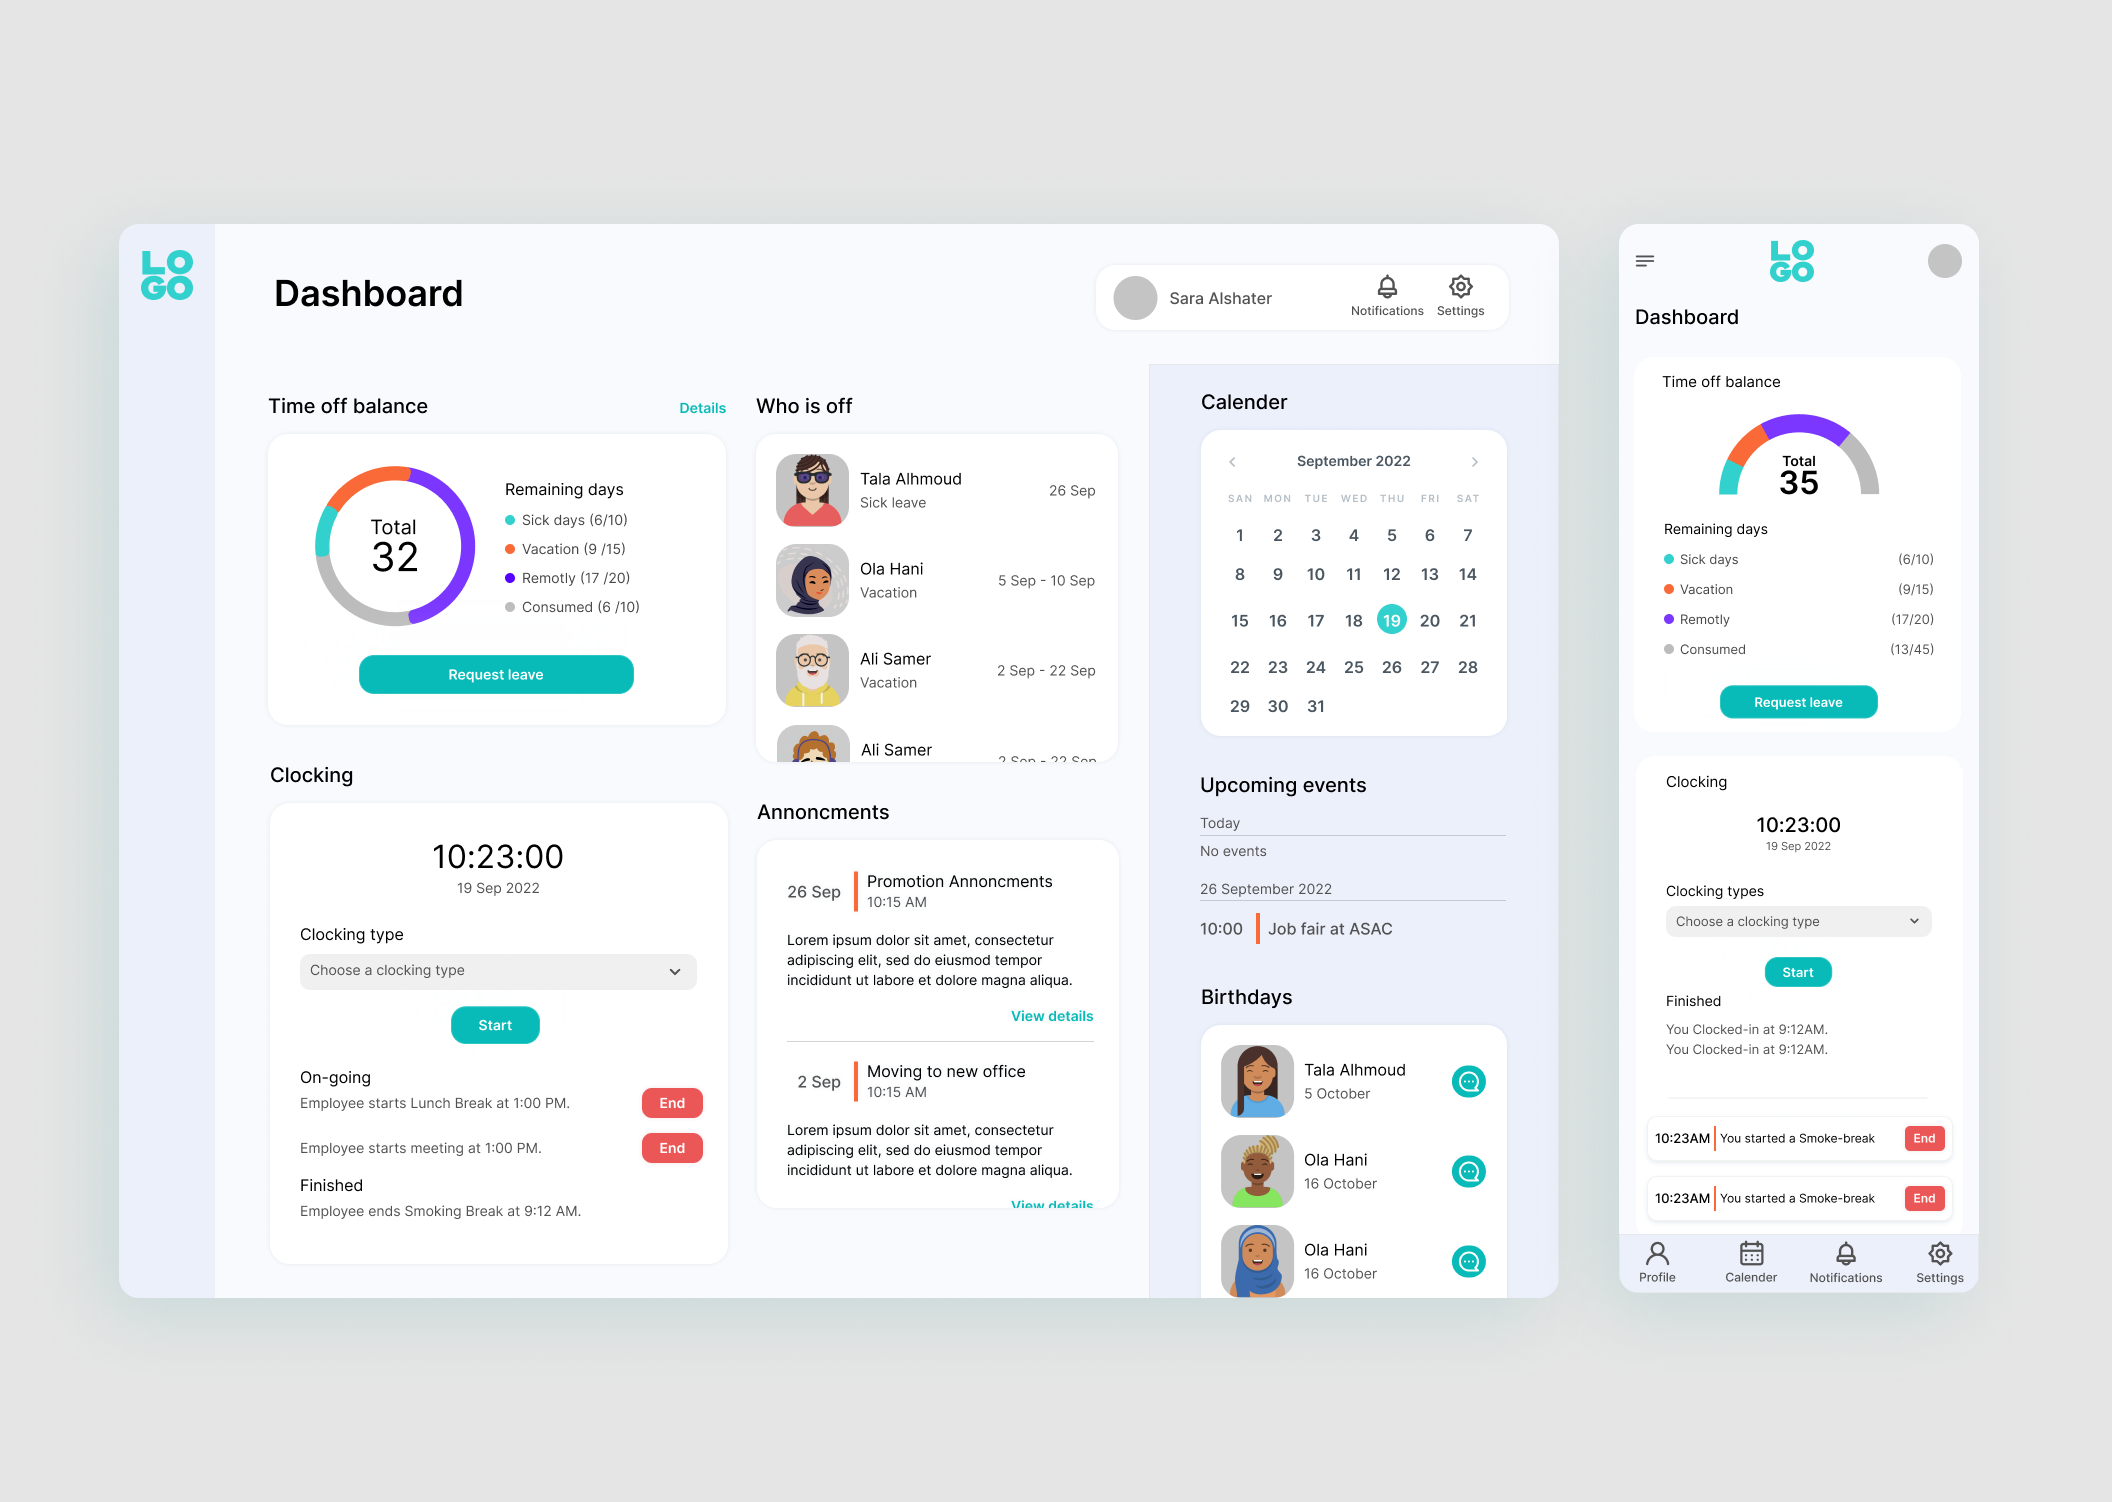 LO
GO
Dashboard
Sara Alshater
Notifications
Settings
Time off balance
Details
Total
32
Remaining days
Sick days (6/10)
Vacation (9 /15)
Remotly (17 /20)
Consumed (6 /10)
Request leave
Clocking
10:23:00
19 Sep 2022
Clocking type
Choose a clocking type
Start
On-going
Employee starts Lunch Break at 1:00 PM.
End
Employee starts meeting at 1:00 PM.
End
Finished
Employee ends Smoking Break at 9:12 AM.
Who is off
Tala Alhmoud
Sick leave
26 Sep
Ola Hani
Vacation
5 Sep - 10 Sep
Ali Samer
Vacation
2 Sep - 22 Sep
Ali Samer
2 Sep - 22 Sep
Annoncments
26 Sep
Promotion Annoncments
10:15 AM
Lorem ipsum dolor sit amet, consectetur
adipiscing elit, sed do eiusmod tempor
incididunt ut labore et dolore magna aliqua.
View details
2 Sep
Moving to new office
10:15 AM
Lorem ipsum dolor sit amet, consectetur
adipiscing elit, sed do eiusmod tempor
incididunt ut labore et dolore magna aliqua.
View details
Calender
September 2022
SAN MON TUE WED THU FRI SAT
1 2 3 4 5 6 7
8 9 10 11 12 13 14
15 16 17 18 19 20 21
22 23 24 25 26 27 28
29 30 31
Upcoming events
Today
No events
26 September 2022
10:00
Job fair at ASAC
Birthdays
Tala Alhmoud
5 October
Ola Hani
16 October
Ola Hani
16 October
LO
GO
Dashboard
Time off balance
Total
35
Remaining days
Sick days (6/10)
Vacation (9/15)
Remotly (17/20)
Consumed (13/45)
Request leave
Clocking
10:23:00
19 Sep 2022
Clocking types
Choose a clocking type
Start
Finished
You Clocked-in at 9:12AM.
You Clocked-in at 9:12AM.
10:23AM You started a Smoke-break End
10:23AM You started a Smoke-break End
Profile
Calender
Notifications
Settings